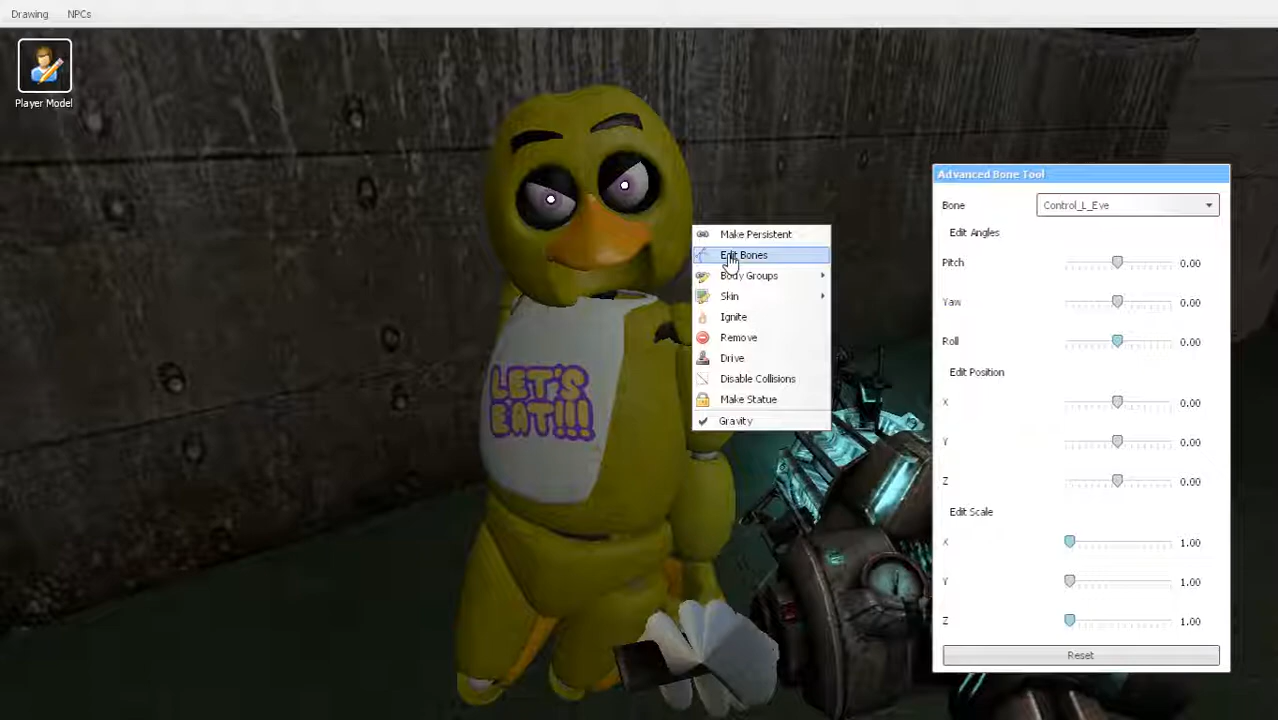 Drawing NPCs
Player Model
LET'S
EAT!!!
Make Persistent
Edit Bones
Body Groups
Skin
Ignite
Remove
Drive
Disable Collisions
Make Statue
Gravity
Advanced Bone Tool
Bone Control_L_Eye
Edit Angles
Pitch 0.00
Yaw 0.00
Roll 0.00
Edit Position
X 0.00
Y 0.00
Z 0.00
Edit Scale
X 1.00
Y 1.00
Z 1.00
Reset